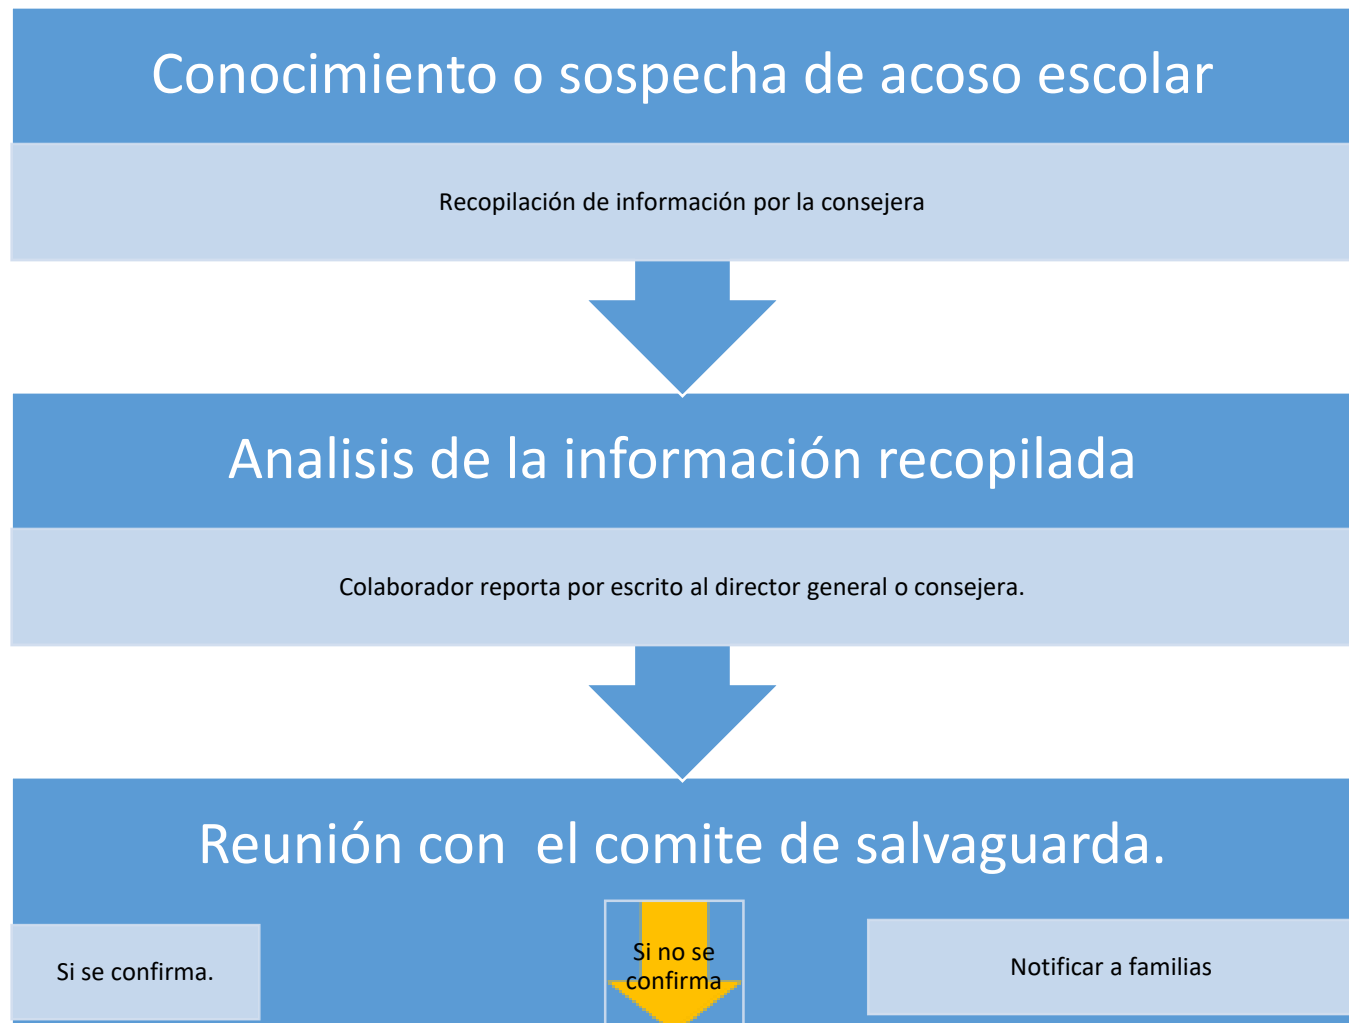 Conocimiento o sospecha de acoso escolar
Recopilación de información por la consejera
Analisis de la información recopilada
Colaborador reporta por escrito al director general o consejera.
Reunión con  el comite de salvaguarda.
Si se confirma.
Si no se
confirma
Notificar a familias